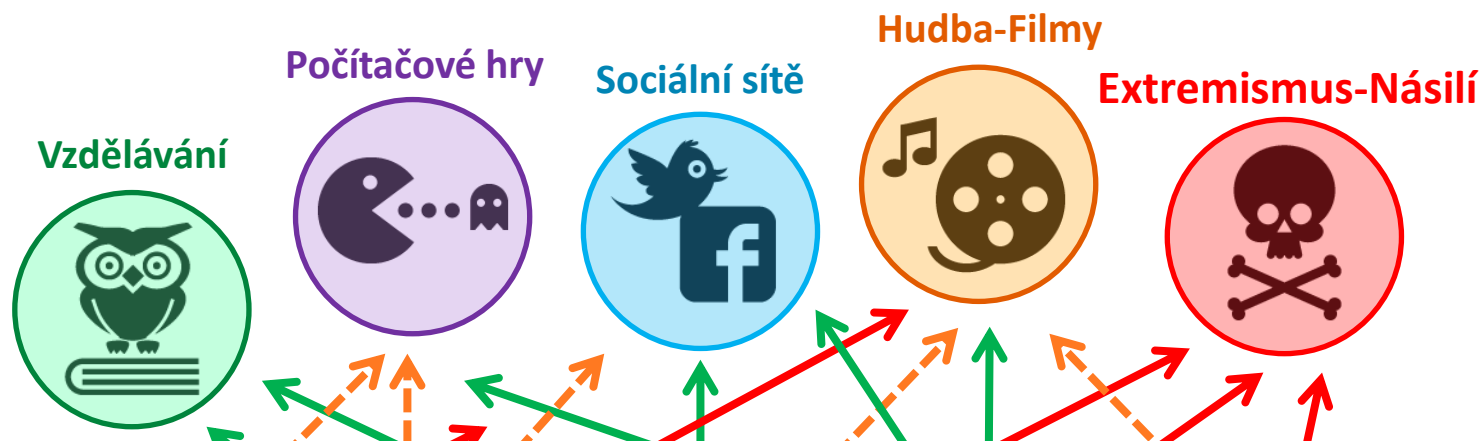 Vzdělávání
Počítačové hry
Sociální sítě
Hudba-Filmy
Extremismus-Násilí